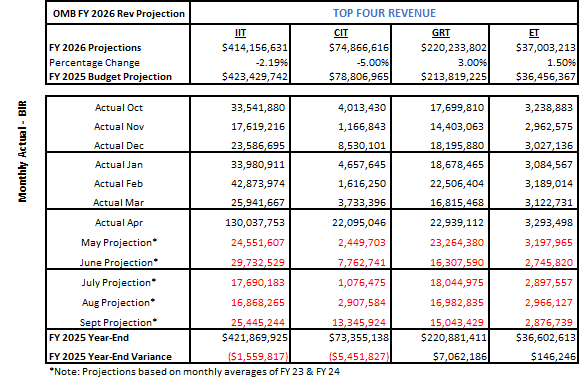 OMB FY 2026 Rev Projection TOP FOUR REVENUE
IIT CIT GRT ET
FY 2026 Projections $414,156,631 $74,866,616 $220,233,802 $37,003,213
Percentage Change -2.19% -5.00% 3.00% 1.50%
FY 2025 Budget Projection $423,429,742 $78,806,965 $213,819,225 $36,456,367
Monthly Actual - BIR
Actual Oct 33,541,880 4,013,430 17,699,810 3,238,883
Actual Nov 17,619,216 1,166,843 14,403,063 2,962,575
Actual Dec 23,586,695 8,530,101 18,195,880 3,027,136
Actual Jan 33,980,911 4,657,645 18,678,465 3,084,567
Actual Feb 42,873,974 1,616,250 22,506,404 3,189,014
Actual Mar 25,941,667 3,733,396 16,815,468 3,122,731
Actual Apr 130,037,753 22,095,046 22,939,112 3,293,498
May Projection* 24,551,607 2,449,703 23,264,380 3,197,965
June Projection* 29,732,529 7,762,741 16,307,590 2,745,820
July Projection* 17,690,183 1,076,475 18,044,975 2,897,557
Aug Projection* 16,868,265 2,907,584 16,982,835 2,966,127
Sept Projection* 25,445,244 13,345,924 15,043,429 2,876,739
FY 2025 Year-End $421,869,925 $73,355,138 $220,881,411 $36,602,613
FY 2025 Year-End Variance ($1,559,817) ($5,451,827) $7,062,186 $146,246
*Note: Projections based on monthly averages of FY 23 & FY 24